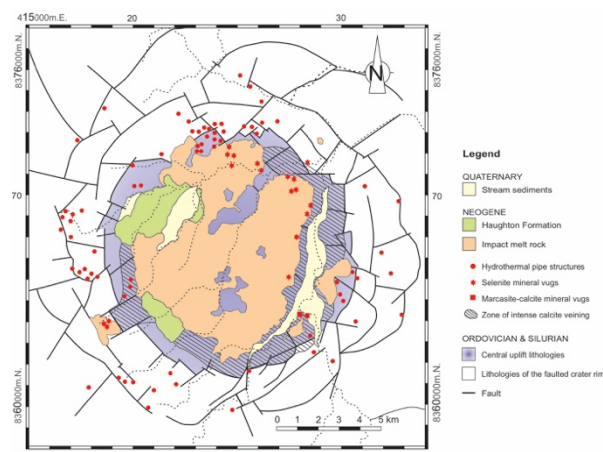 415000m.E. 20 30
8376000m.N.
8376000m.N.
N
70
70
8360000m.N.
8360000m.N.
0 1 2 3 4 5 km
Legend
QUATERNARY
Stream sediments
NEOGENE
Haughton Formation
Impact melt rock
Hydrothermal pipe structures
Selenite mineral vugs
Marcasite-calcite mineral vugs
Zone of intense calcite veining
ORDOVICIAN & SILURIAN
Central uplift lithologies
Lithologies of the faulted crater rim
Fault